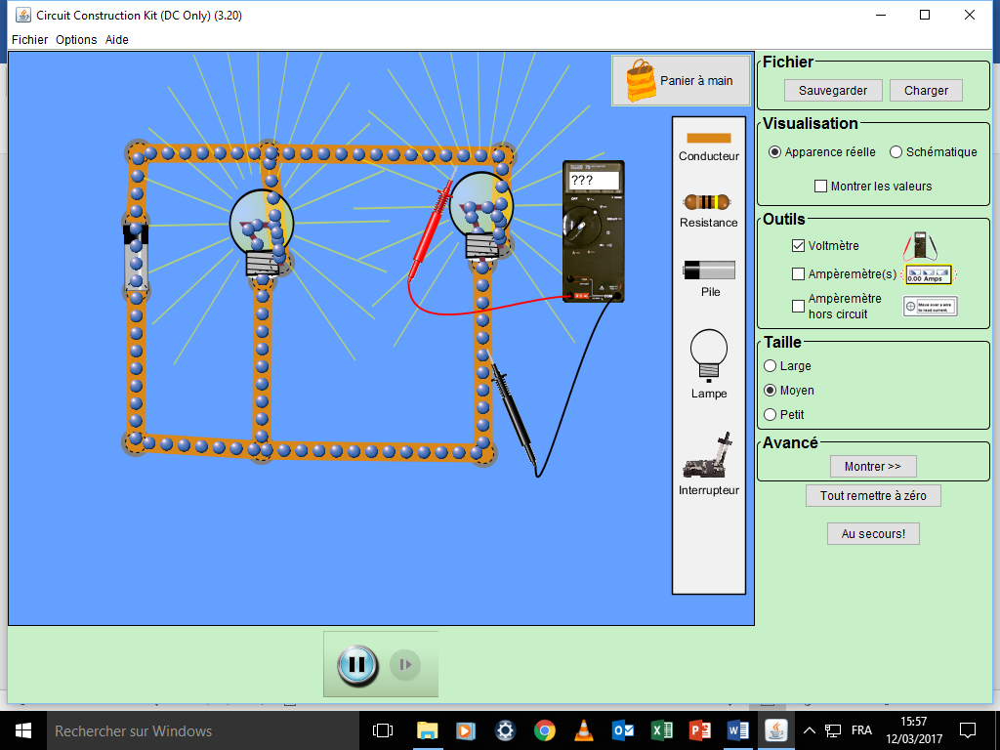 Circuit Construction Kit (DC Only) (3.20)
Fichier Options Aide
Panier à main
???
Conducteur
Resistance
Pile
Lampe
Interrupteur
Fichier
Sauvegarder
Charger
Visualisation
Apparence réelle
Schématique
Montrer les valeurs
Outils
Voltmètre
Ampèremètre(s)
0.00 Amps
Ampèremètre
hors circuit
Taille
Large
Moyen
Petit
Avancé
Montrer >>
Tout remettre à zéro
Au secours!
Rechercher sur Windows
FRA
15:57
12/03/2017